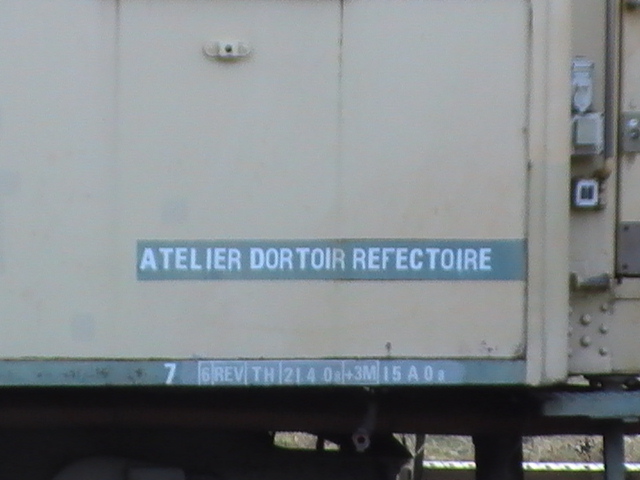 ATELIER DORTOIR REFECTOIRE
7 6 REV TH 21.4.0a +3M 15 A 0a